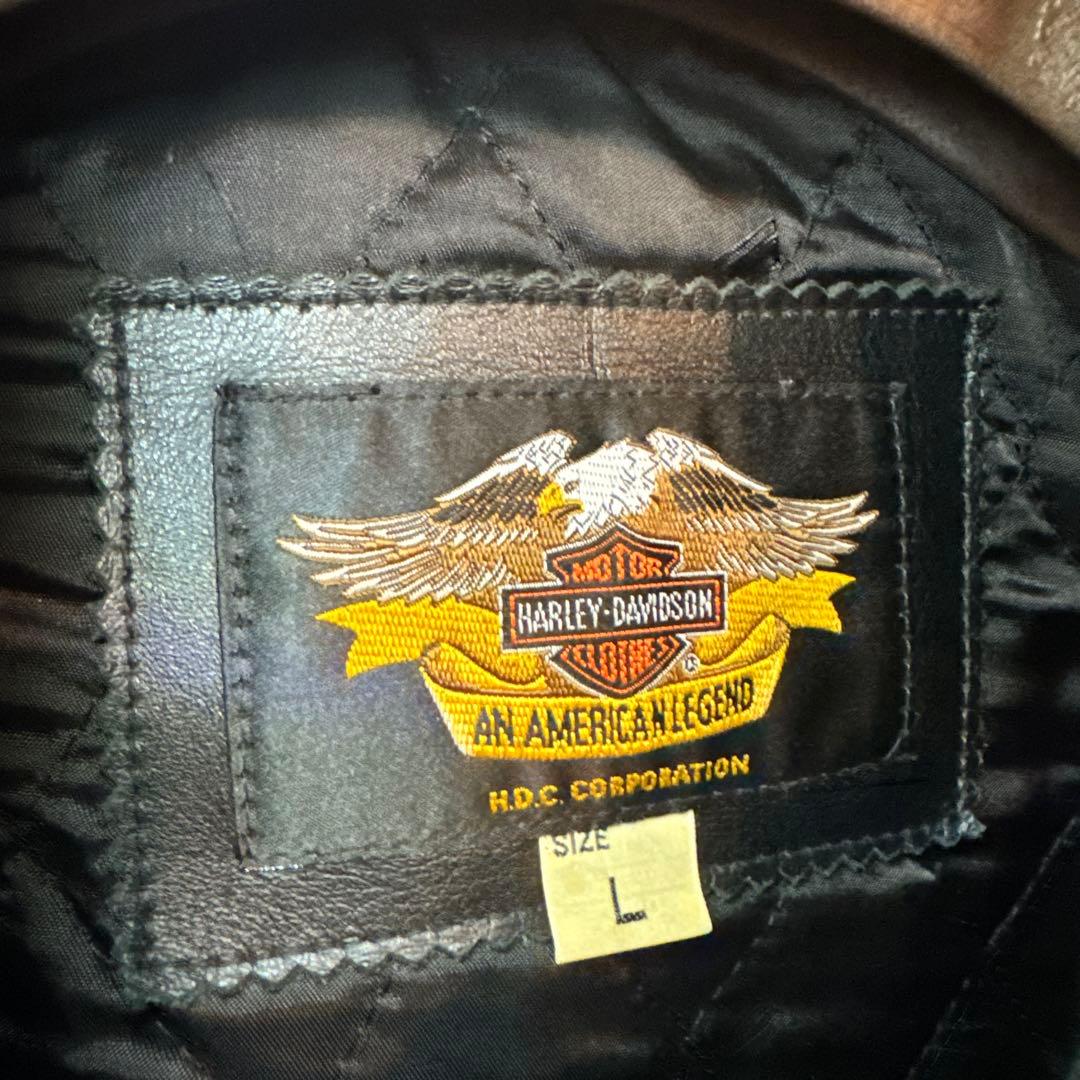 MOTOR
HARLEY-DAVIDSON
CLOTHES
®
AN AMERICAN LEGEND
H.D.C. CORPORATION
SIZE
L